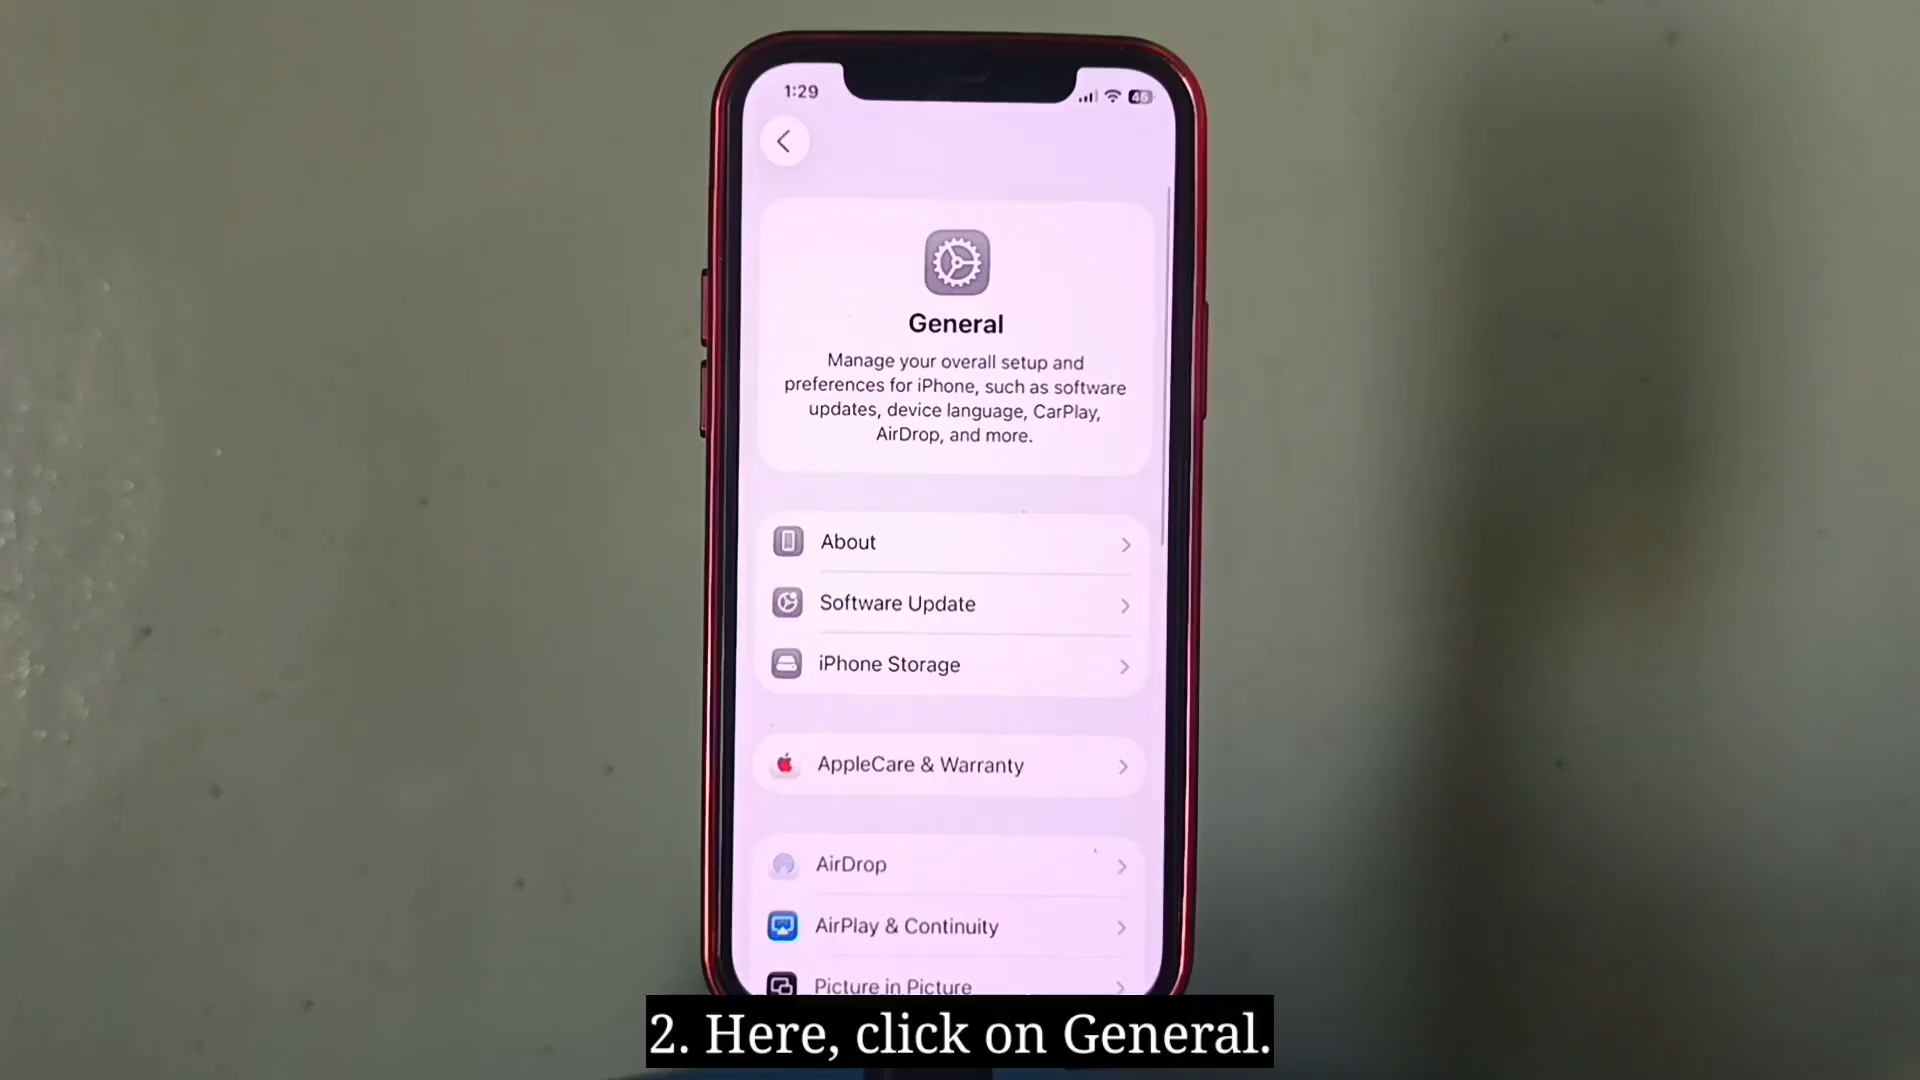 1:29
45
General
Manage your overall setup and
preferences for iPhone, such as software
updates, device language, CarPlay,
AirDrop, and more.
About
Software Update
iPhone Storage
AppleCare & Warranty
AirDrop
AirPlay & Continuity
Picture in Picture
2. Here, click on General.